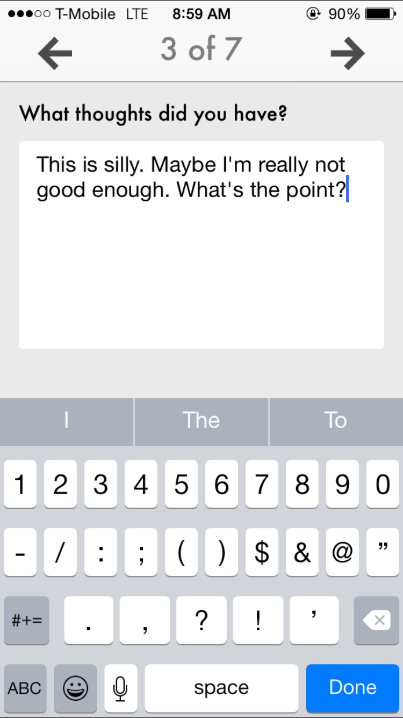 T-Mobile LTE 8:59 AM 90%
3 of 7
What thoughts did you have?
This is silly. Maybe I'm really not
good enough. What's the point?
I The To
1 2 3 4 5 6 7 8 9 0
- / : ; ( ) $ & @ ”
#+= . , ? ! ’
ABC space Done